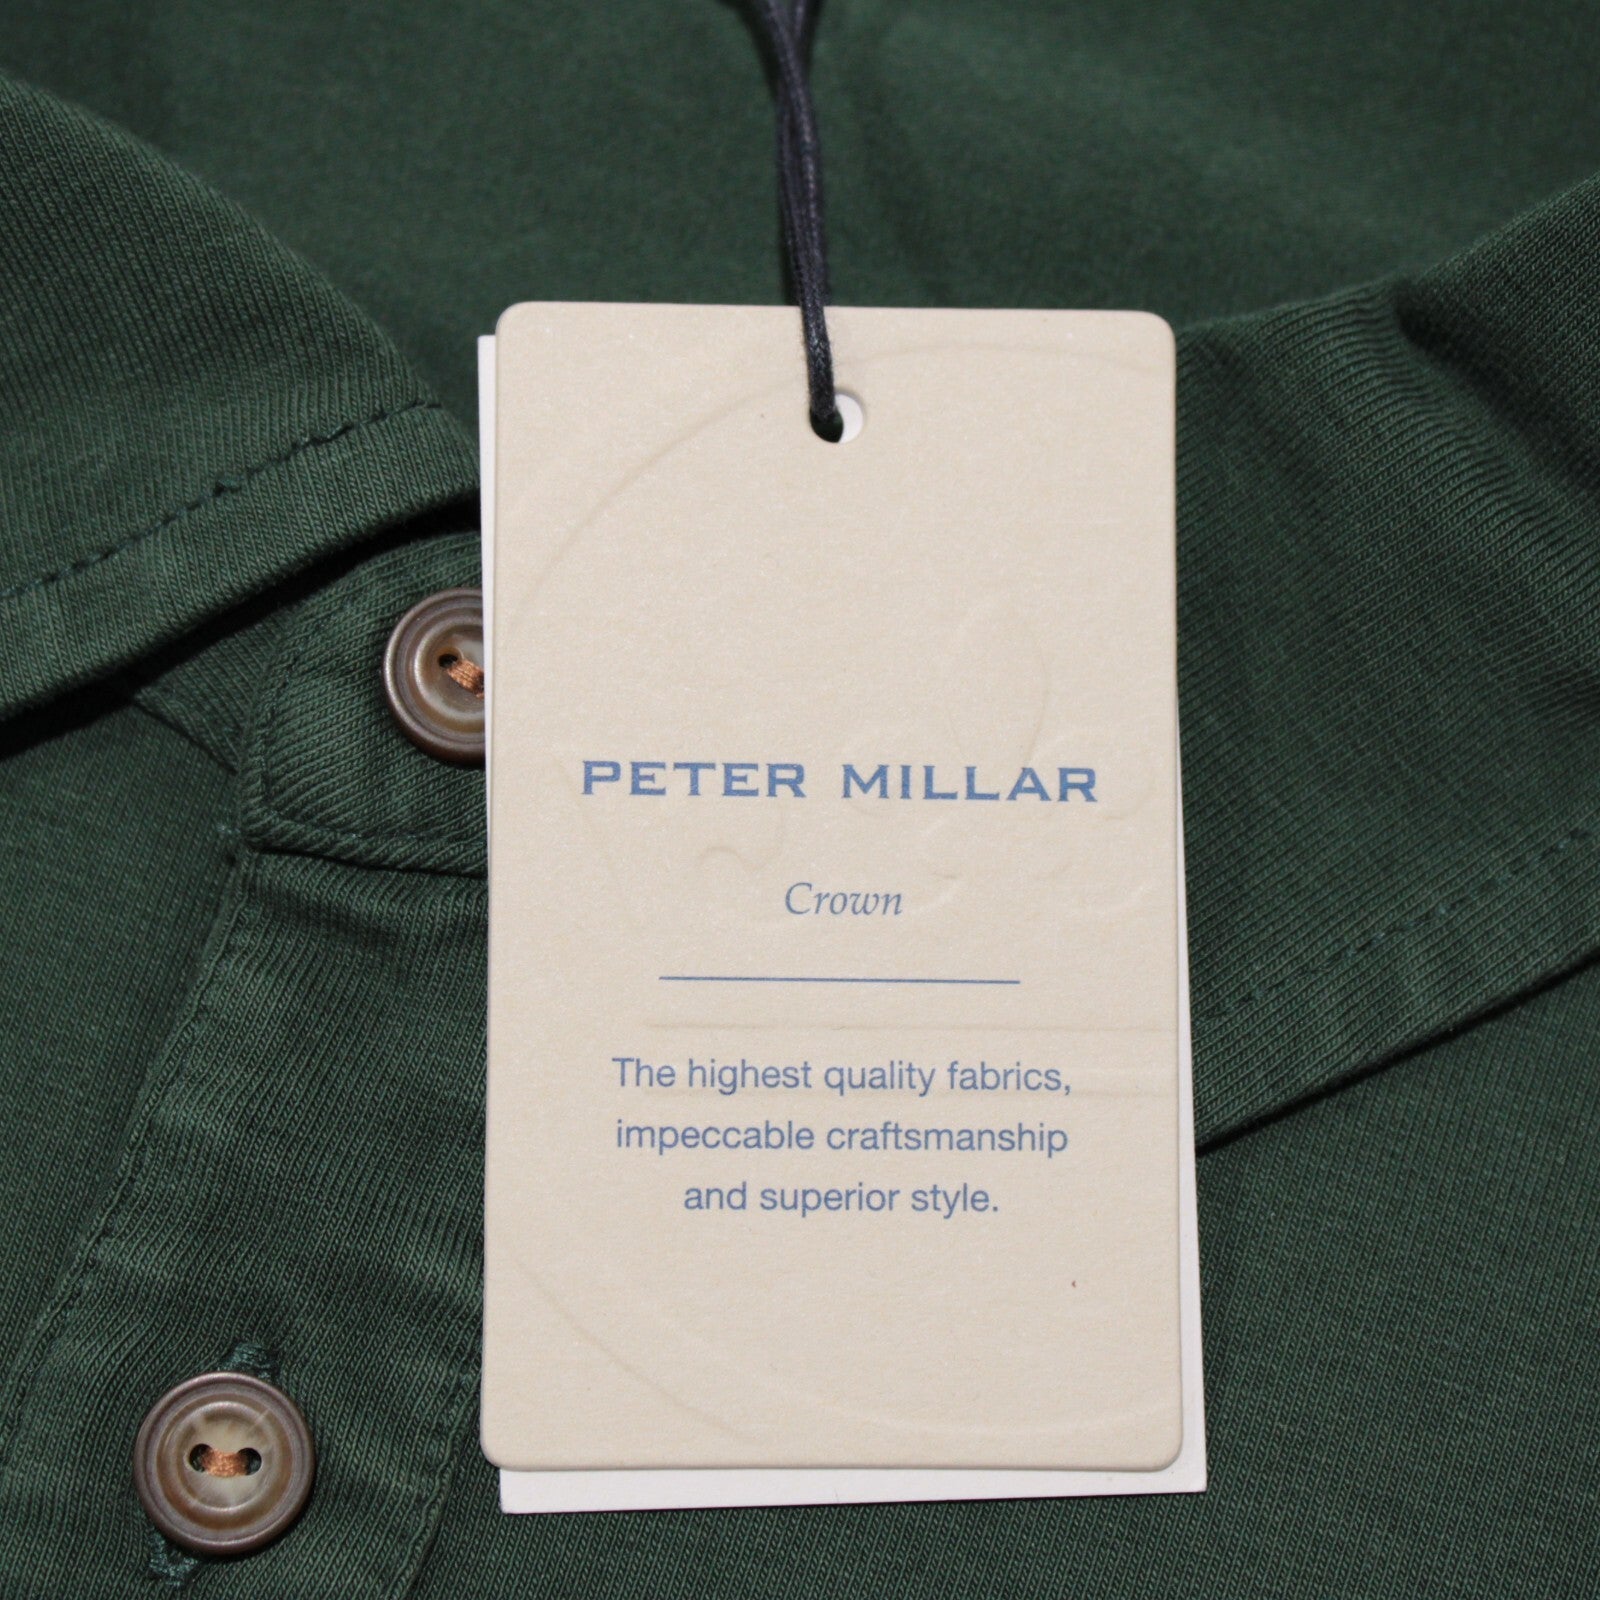 PETER MILLAR
Crown
The highest quality fabrics,
impeccable craftsmanship
and superior style.